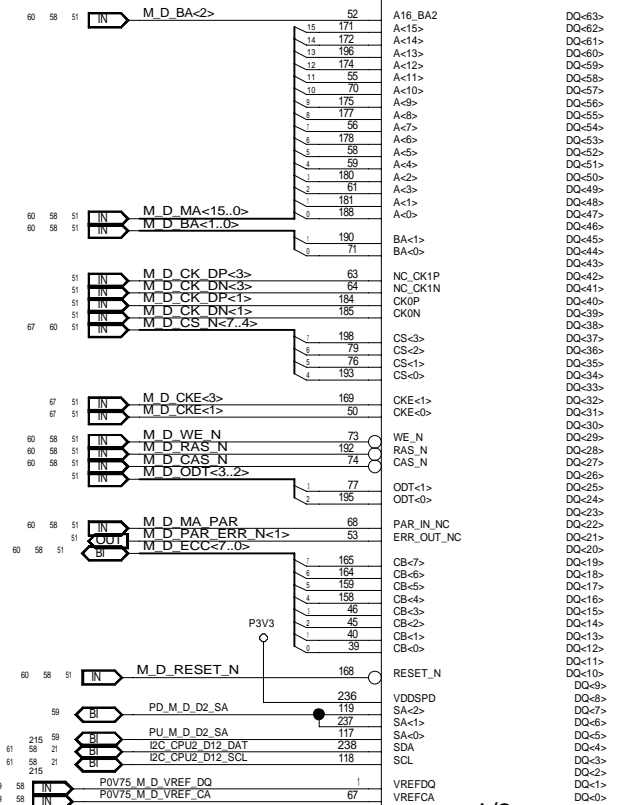 60 58 51 IN M_D_BA<2> 52 A16_BA2 DQ<63>
15 171 A<15> DQ<62>
14 172 A<14> DQ<61>
13 196 A<13> DQ<60>
12 174 A<12> DQ<59>
11 55 A<11> DQ<58>
10 70 A<10> DQ<57>
9 175 A<9> DQ<56>
8 177 A<8> DQ<55>
7 56 A<7> DQ<54>
6 178 A<6> DQ<53>
5 58 A<5> DQ<52>
4 59 A<4> DQ<51>
1 180 A<2> DQ<50>
2 61 A<3> DQ<49>
1 181 A<1> DQ<48>
60 58 51 IN M_D_MA<15..0> 0 188 A<0> DQ<47>
60 58 51 IN M_D_BA<1..0> DQ<46>
1 190 BA<1> DQ<45>
0 71 BA<0> DQ<44>
DQ<43>
51 IN M_D_CK_DP<3> 63 NC_CK1P DQ<42>
51 IN M_D_CK_DN<3> 64 NC_CK1N DQ<41>
51 IN M_D_CK_DP<1> 184 CK0P DQ<40>
51 IN M_D_CK_DN<1> 185 CK0N DQ<39>
67 60 51 IN M_D_CS_N<7..4> DQ<38>
7 198 CS<3> DQ<37>
6 79 CS<2> DQ<36>
5 76 CS<1> DQ<35>
4 193 CS<0> DQ<34>
DQ<33>
67 51 IN M_D_CKE<3> 169 CKE<1> DQ<32>
67 51 IN M_D_CKE<1> 50 CKE<0> DQ<31>
DQ<30>
60 58 51 IN M_D_WE_N 73 WE_N DQ<29>
60 58 51 IN M_D_RAS_N 192 RAS_N DQ<28>
60 58 51 IN M_D_CAS_N 74 CAS_N DQ<27>
51 IN M_D_ODT<3..2> DQ<26>
3 77 ODT<1> DQ<25>
2 195 ODT<0> DQ<24>
DQ<23>
60 58 51 IN M_D_MA_PAR 68 PAR_IN_NC DQ<22>
51 OUT M_D_PAR_ERR_N<1> 53 ERR_OUT_NC DQ<21>
60 58 51 BI M_D_ECC<7..0> DQ<20>
7 165 CB<7> DQ<19>
6 164 CB<6> DQ<18>
5 159 CB<5> DQ<17>
4 158 CB<4> DQ<16>
3 46 CB<3> DQ<15>
2 45 CB<2> DQ<14>
P3V3 1 40 CB<1> DQ<13>
0 39 CB<0> DQ<12>
DQ<11>
60 58 51 IN M_D_RESET_N 168 RESET_N DQ<10>
DQ<9>
236 VDDSPD DQ<8>
59 BI PD_M_D_D2_SA 119 SA<2> DQ<7>
237 SA<1> DQ<6>
215 59 BI PU_M_D_D2_SA 117 SA<0> DQ<5>
61 58 21 BI I2C_CPU2_D12_DAT 238 SDA DQ<4>
61 58 21 BI I2C_CPU2_D12_SCL 118 SCL DQ<3>
215 DQ<2>
58 IN P0V75_M_D_VREF_DQ 1 VREFDQ DQ<1>
58 IN P0V75_M_D_VREF_CA 67 VREFCA DQ<0>